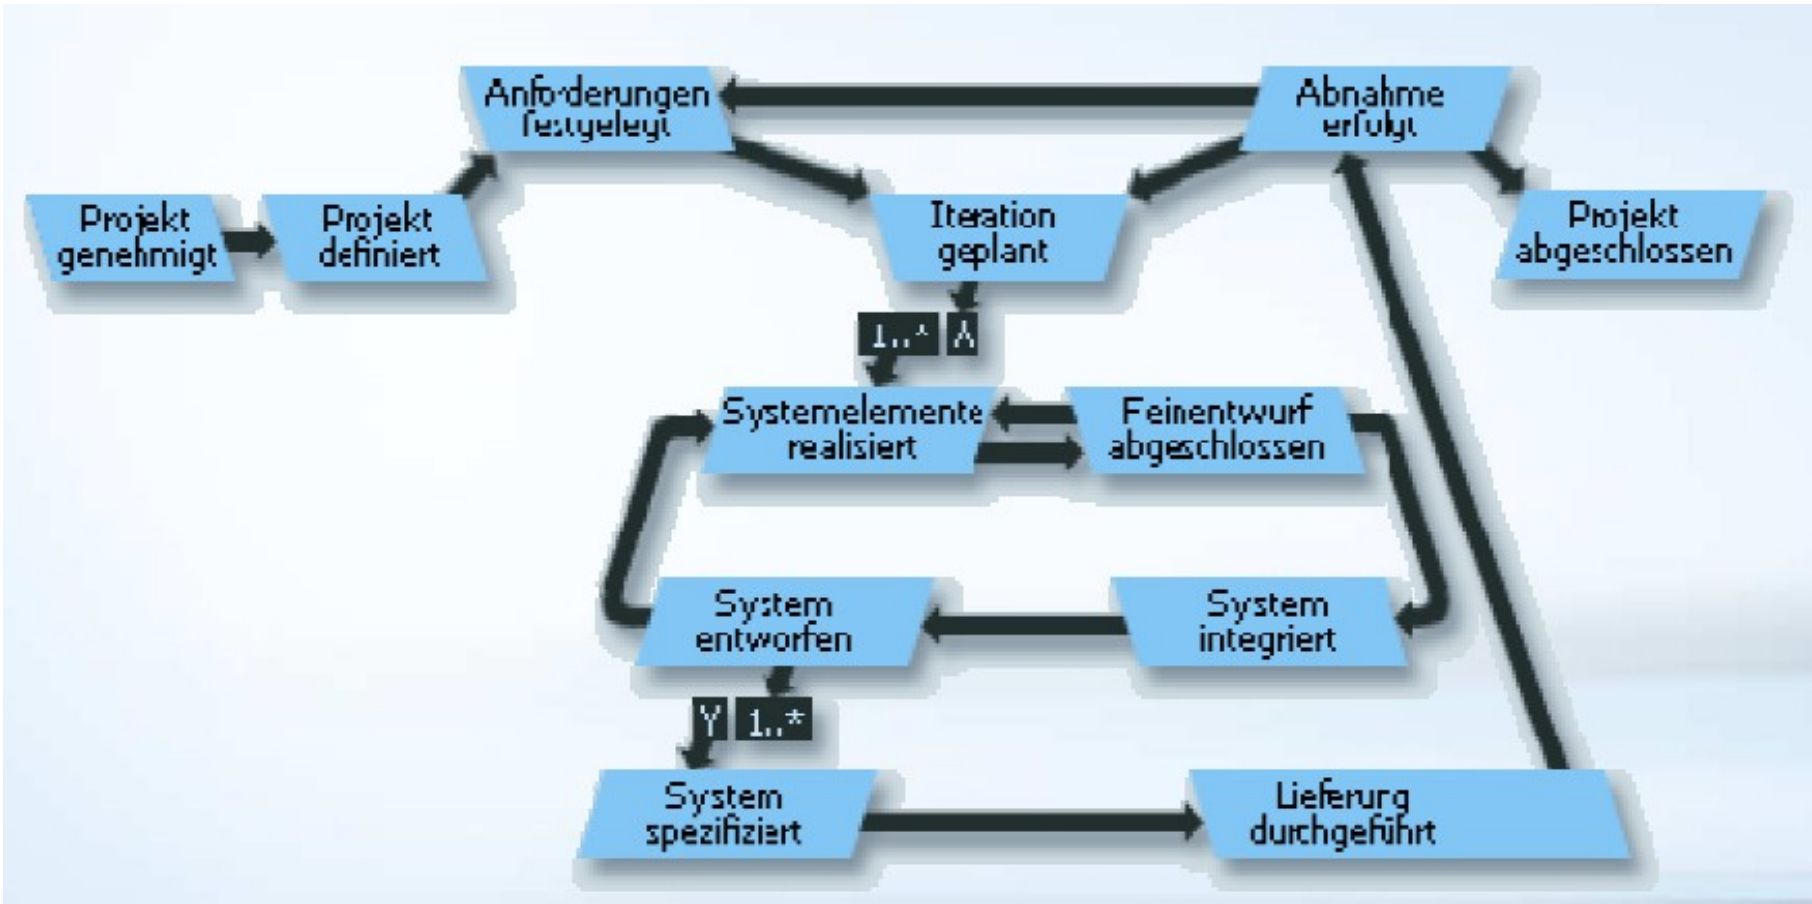 Anforderungen
festgelegt
Abnahme
erfolgt
Projekt
genehmigt
Projekt
definiert
Iteration
geplant
Projekt
abgeschlossen
1..* A
Systemelemente
realisiert
Feinentwurf
abgeschlossen
System
entworfen
System
integriert
Y 1..*
System
spezifiziert
Lieferung
durchgeführt